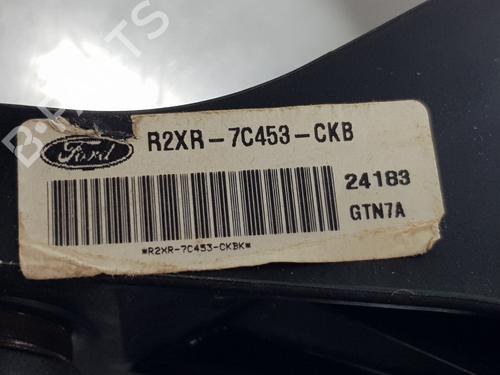 B-PARTS
Ford
R2XR-7C453-CKB
24183
GTN7A
*R2XR-7C453-CKBK*